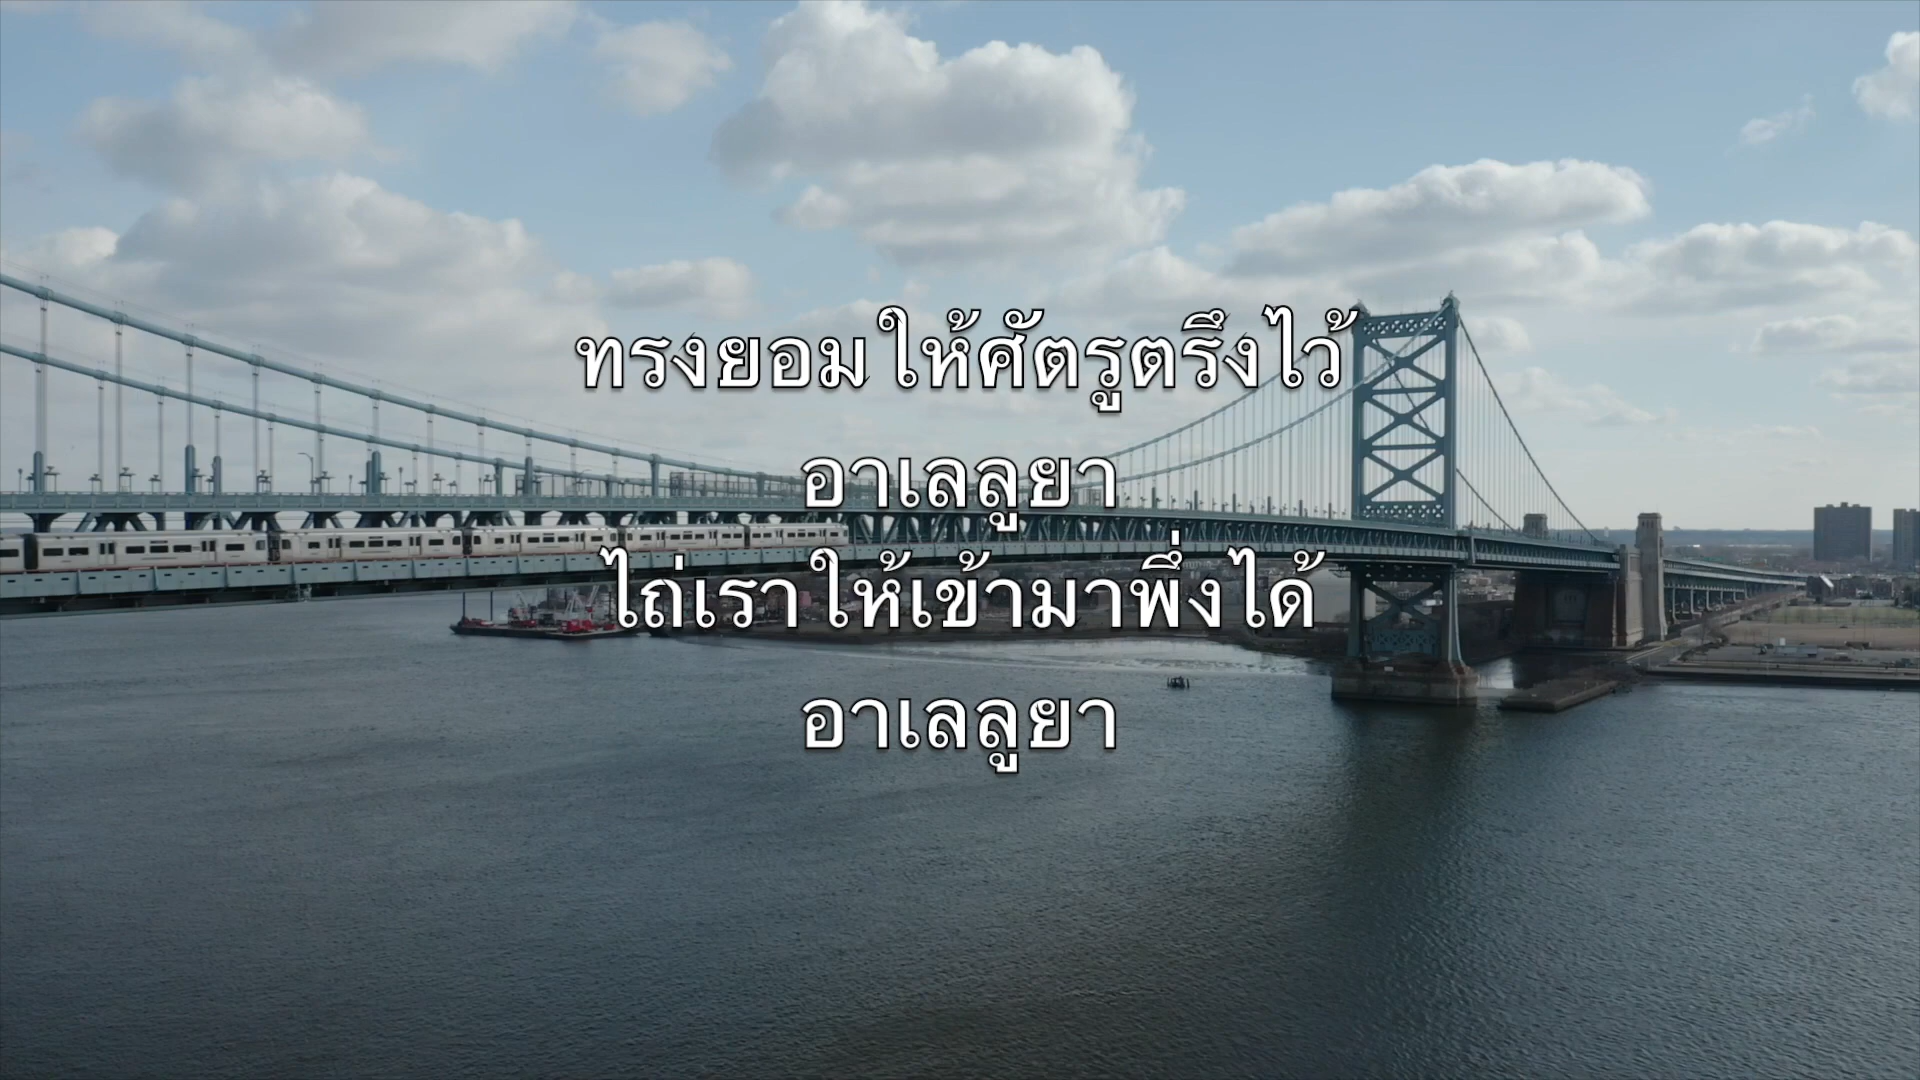 ทรงยอมให้ศัตรูตรึงไว้
อาเลลูยา
ไถ่เราให้เข้ามาพึ่งได้
อาเลลูยา